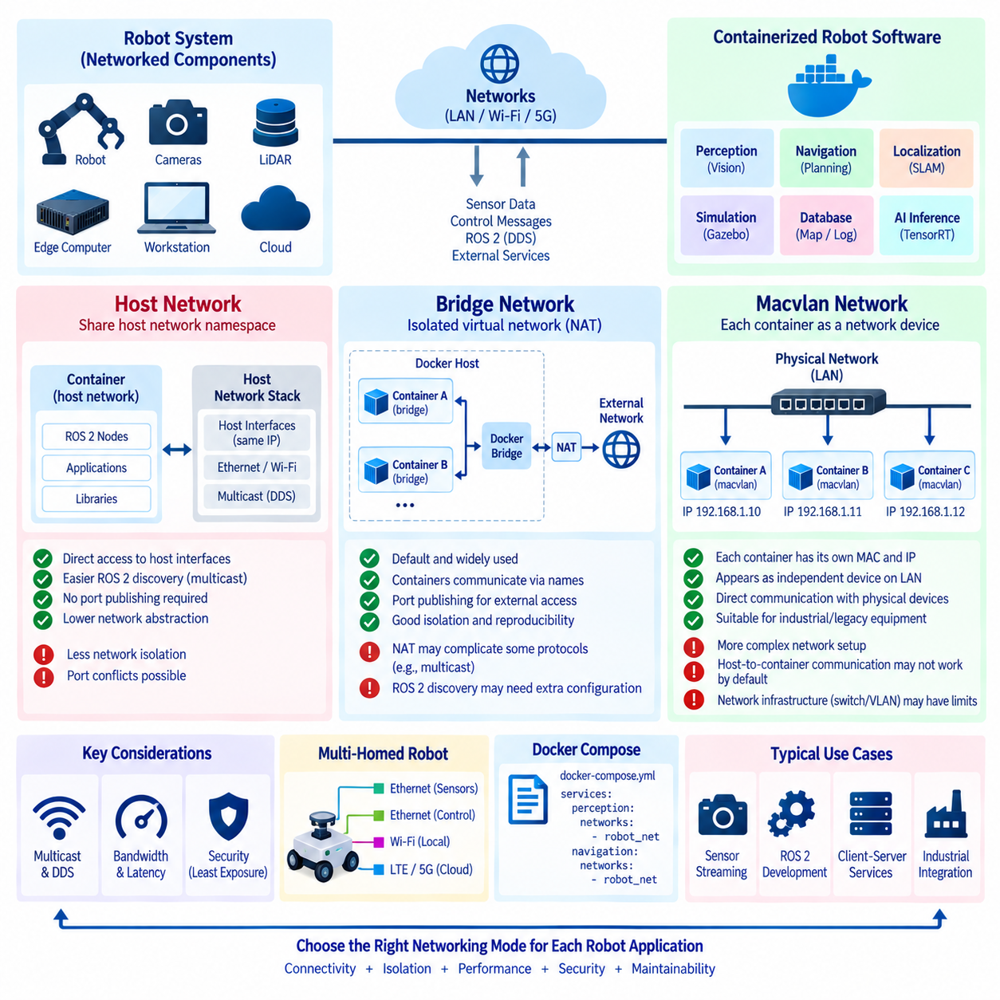 Robot System
(Networked Components)
Robot
Cameras
LiDAR
Edge Computer
Workstation
Cloud
Networks
(LAN / Wi-Fi / 5G)
Sensor Data
Control Messages
ROS 2 (DDS)
External Services
Containerized Robot Software
Perception
(Vision)
Navigation
(Planning)
Localization
(SLAM)
Simulation
(Gazebo)
Database
(Map / Log)
AI Inference
(TensorRT)
Host Network
Share host network namespace
Container
(host network)
ROS 2 Nodes
Applications
Libraries
Host
Network Stack
Host Interfaces
(same IP)
Ethernet / Wi-Fi
Multicast (DDS)
Direct access to host interfaces
Easier ROS 2 discovery (multicast)
No port publishing required
Lower network abstraction
Less network isolation
Port conflicts possible
Bridge Network
Isolated virtual network (NAT)
Docker Host
Container A
(bridge)
Container B
(bridge)
•••
Docker
Bridge
NAT
External
Network
Default and widely used
Containers communicate via names
Port publishing for external access
Good isolation and reproducibility
NAT may complicate some protocols
(e.g., multicast)
ROS 2 discovery may need extra configuration
Macvlan Network
Each container as a network device
Physical Network
(LAN)
Container A
(macvlan)
IP 192.168.1.10
Container B
(macvlan)
IP 192.168.1.11
Container C
(macvlan)
IP 192.168.1.12
Each container has its own MAC and IP
Appears as independent device on LAN
Direct communication with physical devices
Suitable for industrial/legacy equipment
More complex network setup
Host-to-container communication may not work
by default
Network infrastructure (switch/VLAN) may have limits
Key Considerations
Multicast
& DDS
Bandwidth
& Latency
Security
(Least Exposure)
Multi-Homed Robot
Ethernet (Sensors)
Ethernet (Control)
Wi-Fi (Local)
LTE / 5G (Cloud)
Docker Compose
docker-compose.yml
services:
perception:
networks:
- robot_net
navigation:
networks:
- robot_net
Typical Use Cases
Sensor
Streaming
ROS 2
Development
Client-Server
Services
Industrial
Integration
Choose the Right Networking Mode for Each Robot Application
Connectivity + Isolation + Performance + Security + Maintainability